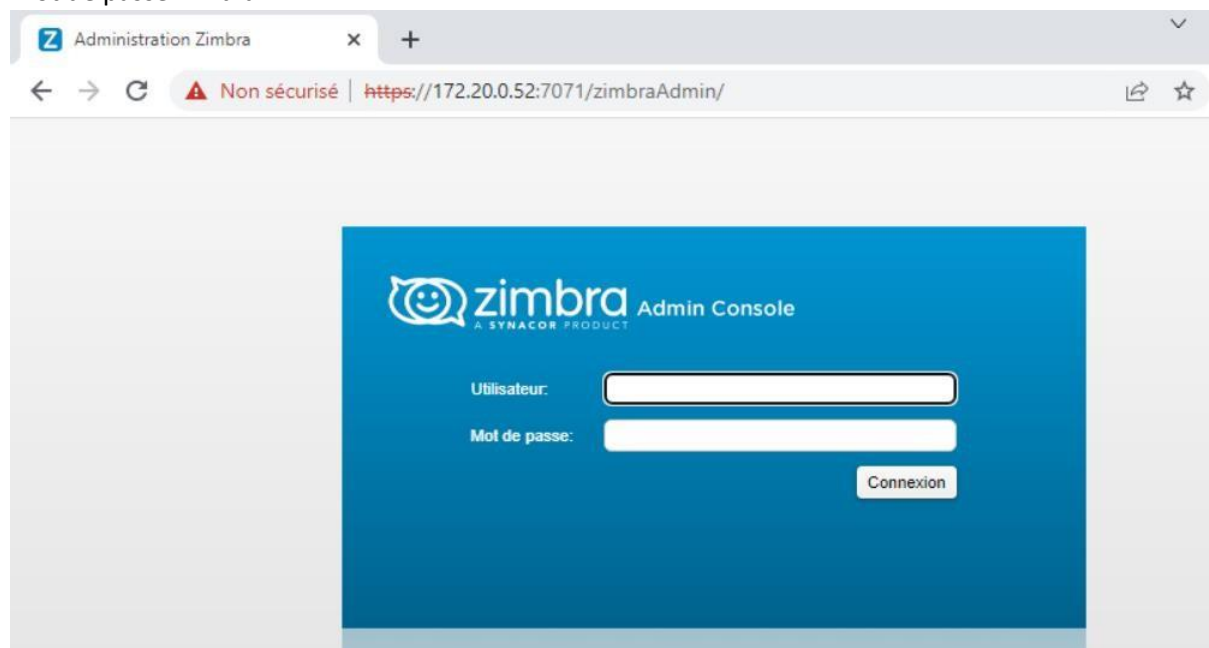 Administration Zimbra
Non sécurisé | https://172.20.0.52:7071/zimbraAdmin/
zimbra Admin Console
A SYNACOR PRODUCT
Utilisateur:
Mot de passe:
Connexion